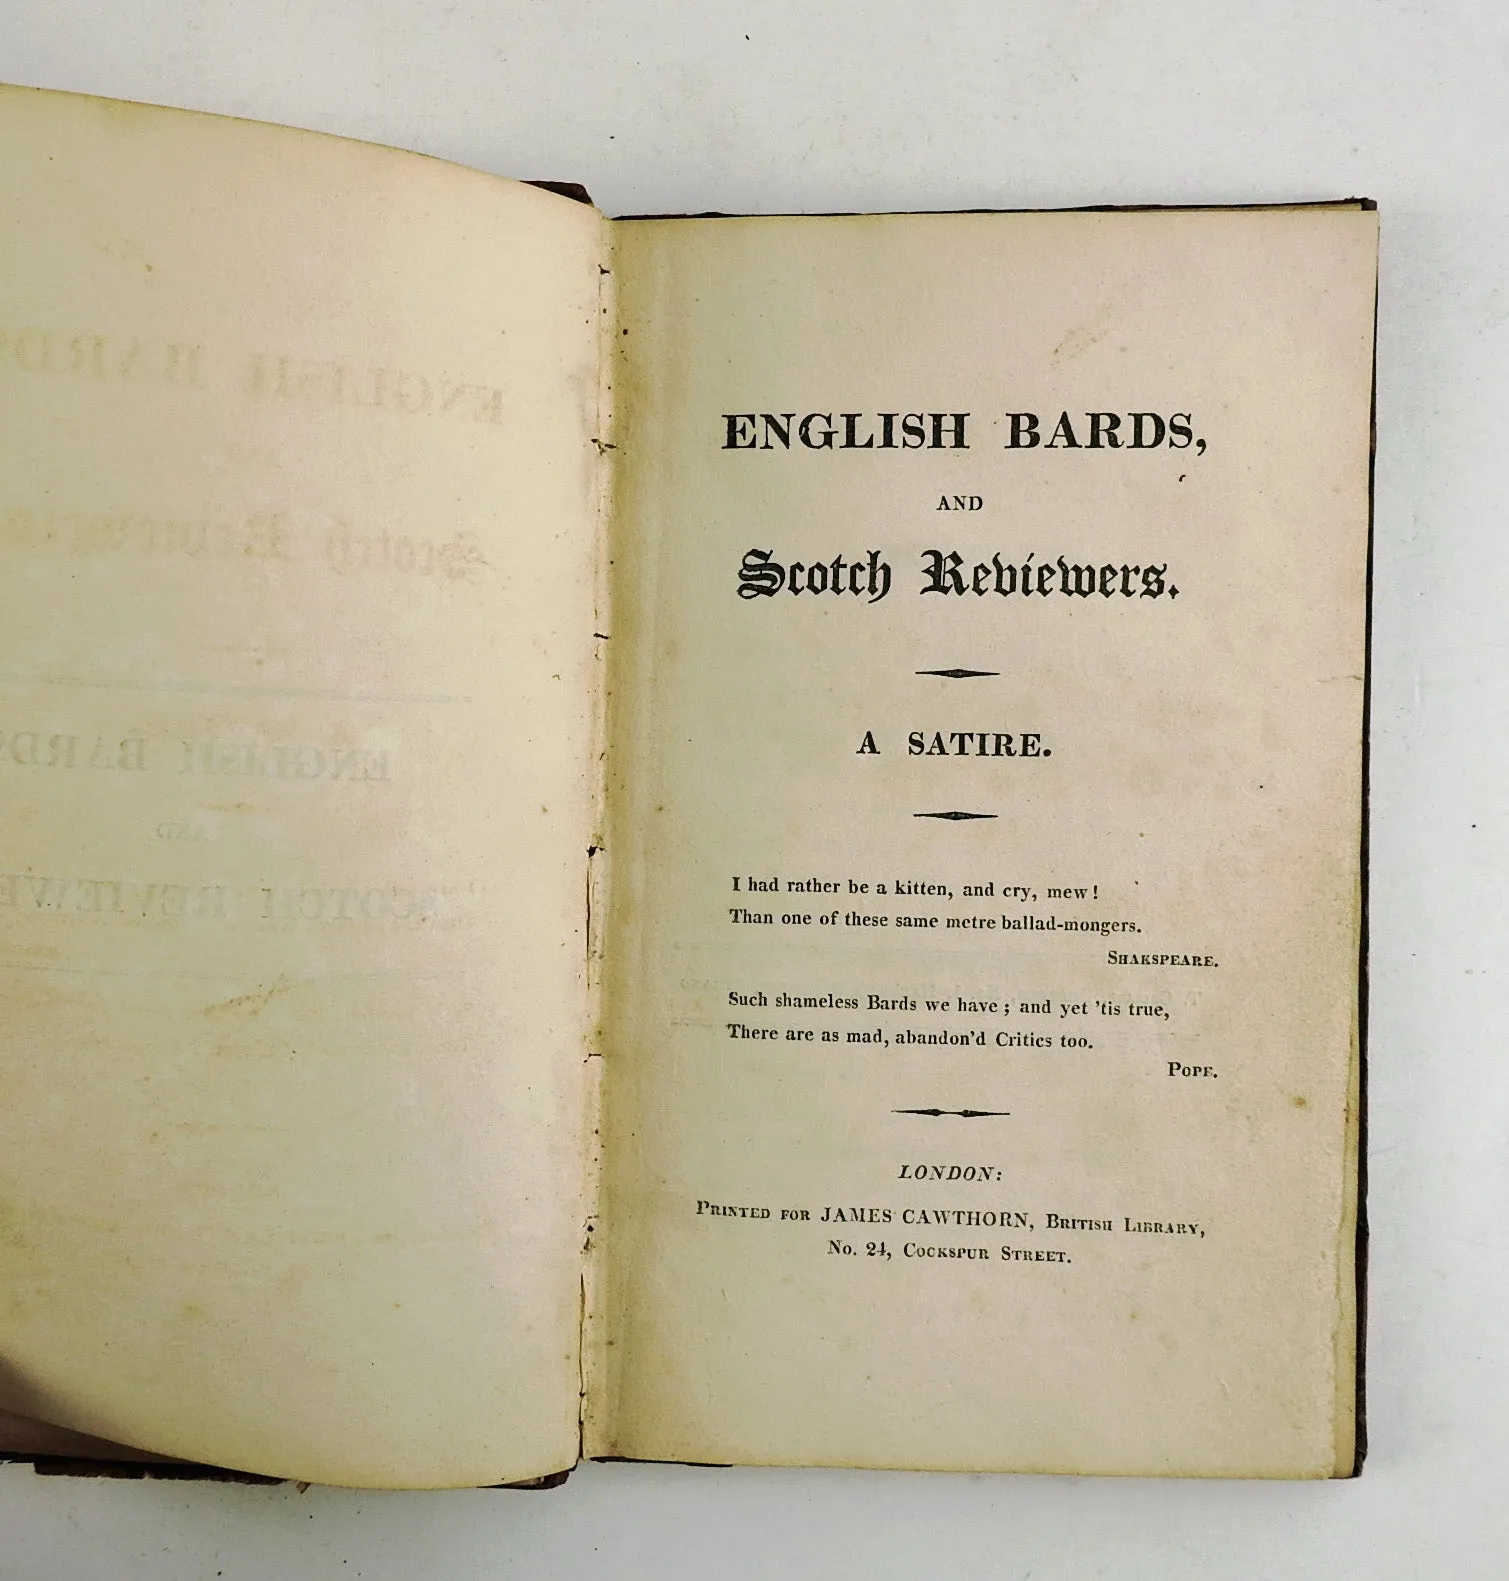 ENGLISH BARDS,
AND
Scotch Reviewers.
A SATIRE.
I had rather be a kitten, and cry, mew!
Than one of these same metre ballad-mongers.
SHAKSPEARE.
Such shameless Bards we have; and yet 'tis true,
There are as mad, abandon'd Critics too.
POPE.
LONDON:
PRINTED FOR JAMES CAWTHORN, BRITISH LIBRARY,
No. 24, COCKSPUR STREET.